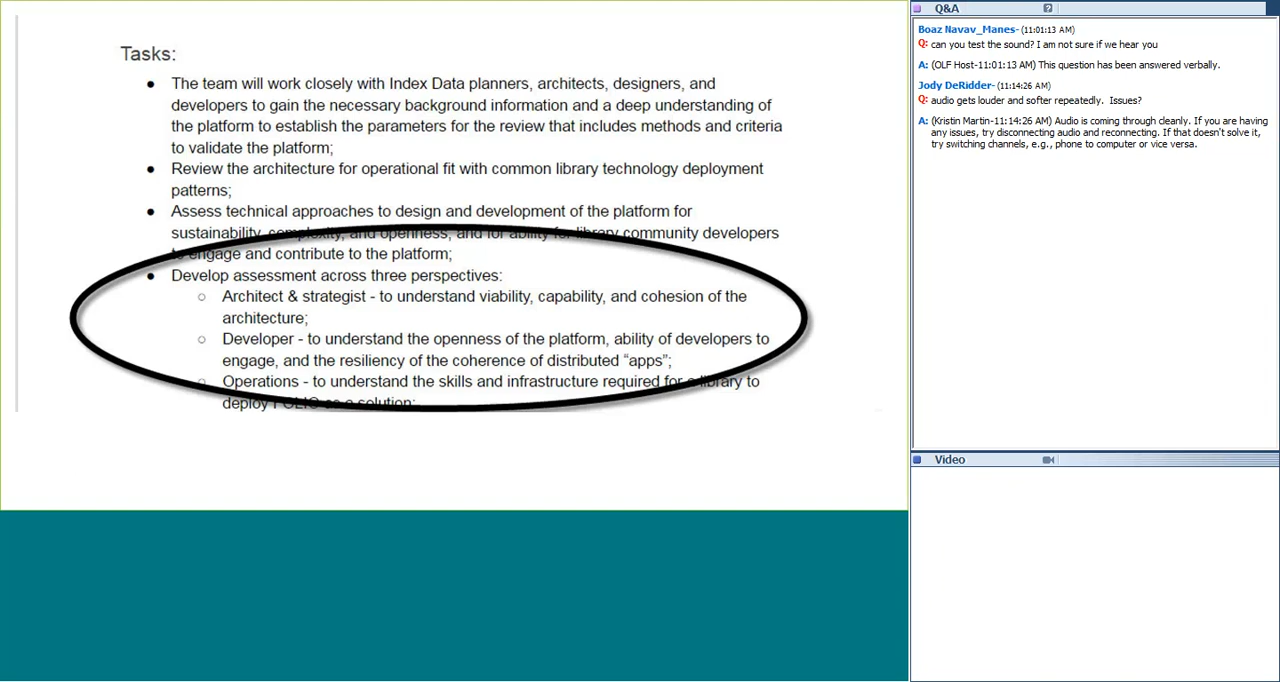 Tasks:
● The team will work closely with Index Data planners, architects, designers, and
developers to gain the necessary background information and a deep understanding of
the platform to establish the parameters for the review that includes methods and criteria
to validate the platform;
● Review the architecture for operational fit with common library technology deployment
patterns;
● Assess technical approaches to design and development of the platform for
sustainability, complexity, and openness, and for ability for library community developers
to engage and contribute to the platform;
● Develop assessment across three perspectives:
○ Architect & strategist - to understand viability, capability, and cohesion of the
architecture;
○ Developer - to understand the openness of the platform, ability of developers to
engage, and the resiliency of the coherence of distributed “apps”;
○ Operations - to understand the skills and infrastructure required for a library to
deploy FOLIO as a solution;
Q&A
Boaz Navav_Manes- (11:01:13 AM)
Q: can you test the sound? I am not sure if we hear you
A: (OLF Host-11:01:13 AM) This question has been answered verbally.
Jody DeRidder- (11:14:26 AM)
Q: audio gets louder and softer repeatedly. Issues?
A: (Kristin Martin-11:14:26 AM) Audio is coming through cleanly. If you are having
any issues, try disconnecting audio and reconnecting. If that doesn't solve it,
try switching channels, e.g., phone to computer or vice versa.
Video